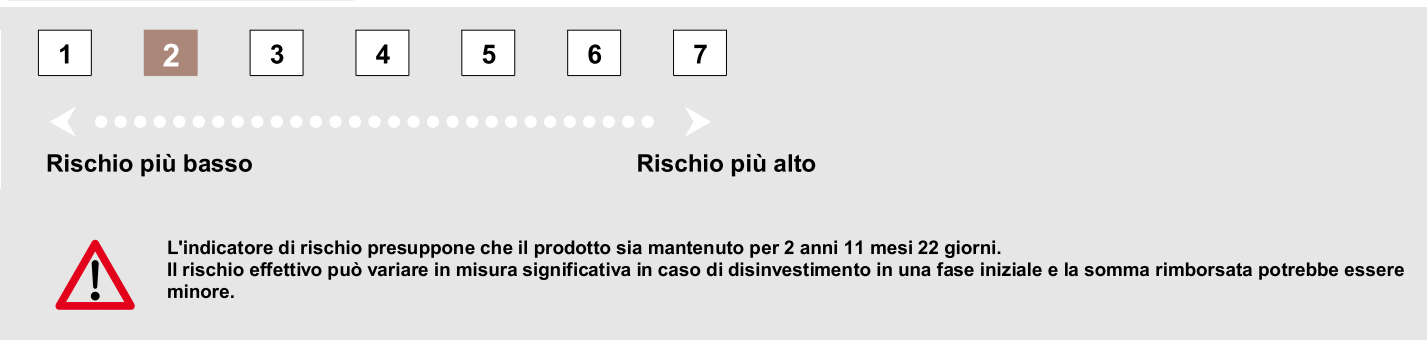 1 2 3 4 5 6 7
Rischio più basso Rischio più alto
L'indicatore di rischio presuppone che il prodotto sia mantenuto per 2 anni 11 mesi 22 giorni.
Il rischio effettivo può variare in misura significativa in caso di disinvestimento in una fase iniziale e la somma rimborsata potrebbe essere
minore.